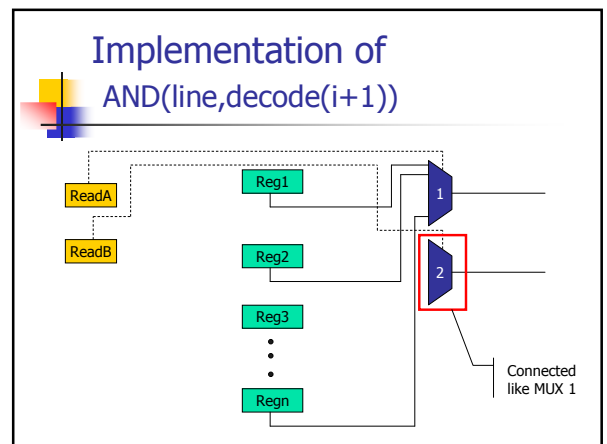 Implementation of
AND(line,decode(i+1))
ReadA
ReadB
Reg1
Reg2
Reg3
Regn
1
2
Connected
like MUX 1